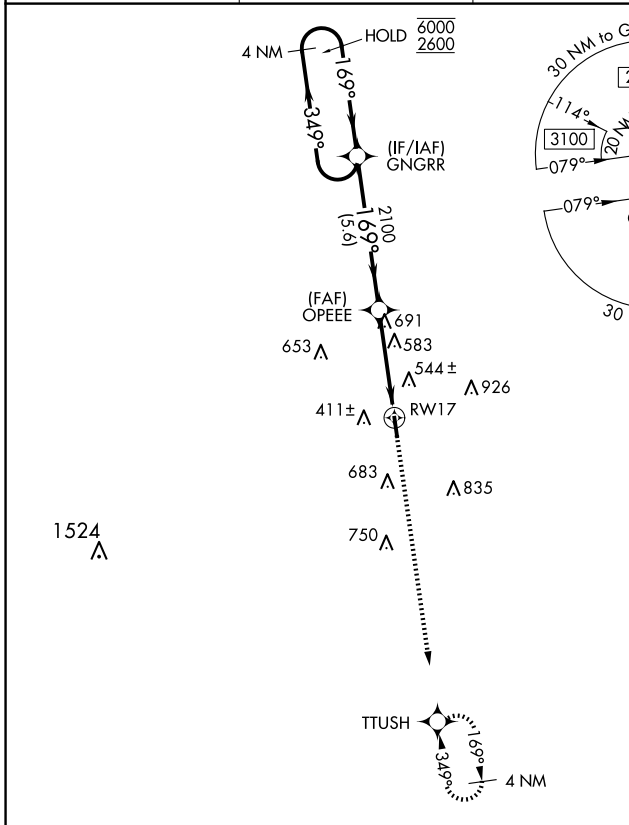 HOLD 6000
2600
4 NM
169°
349°
(IF/IAF)
GNGRR
30 NM to G
114°
3100
20 NM
079°
079°
30
2100
169°
(5.6)
(FAF)
OPEEE
691
583
653
544±
926
411±
RW17
683
835
750
1524
TTUSH
169°
349°
4 NM